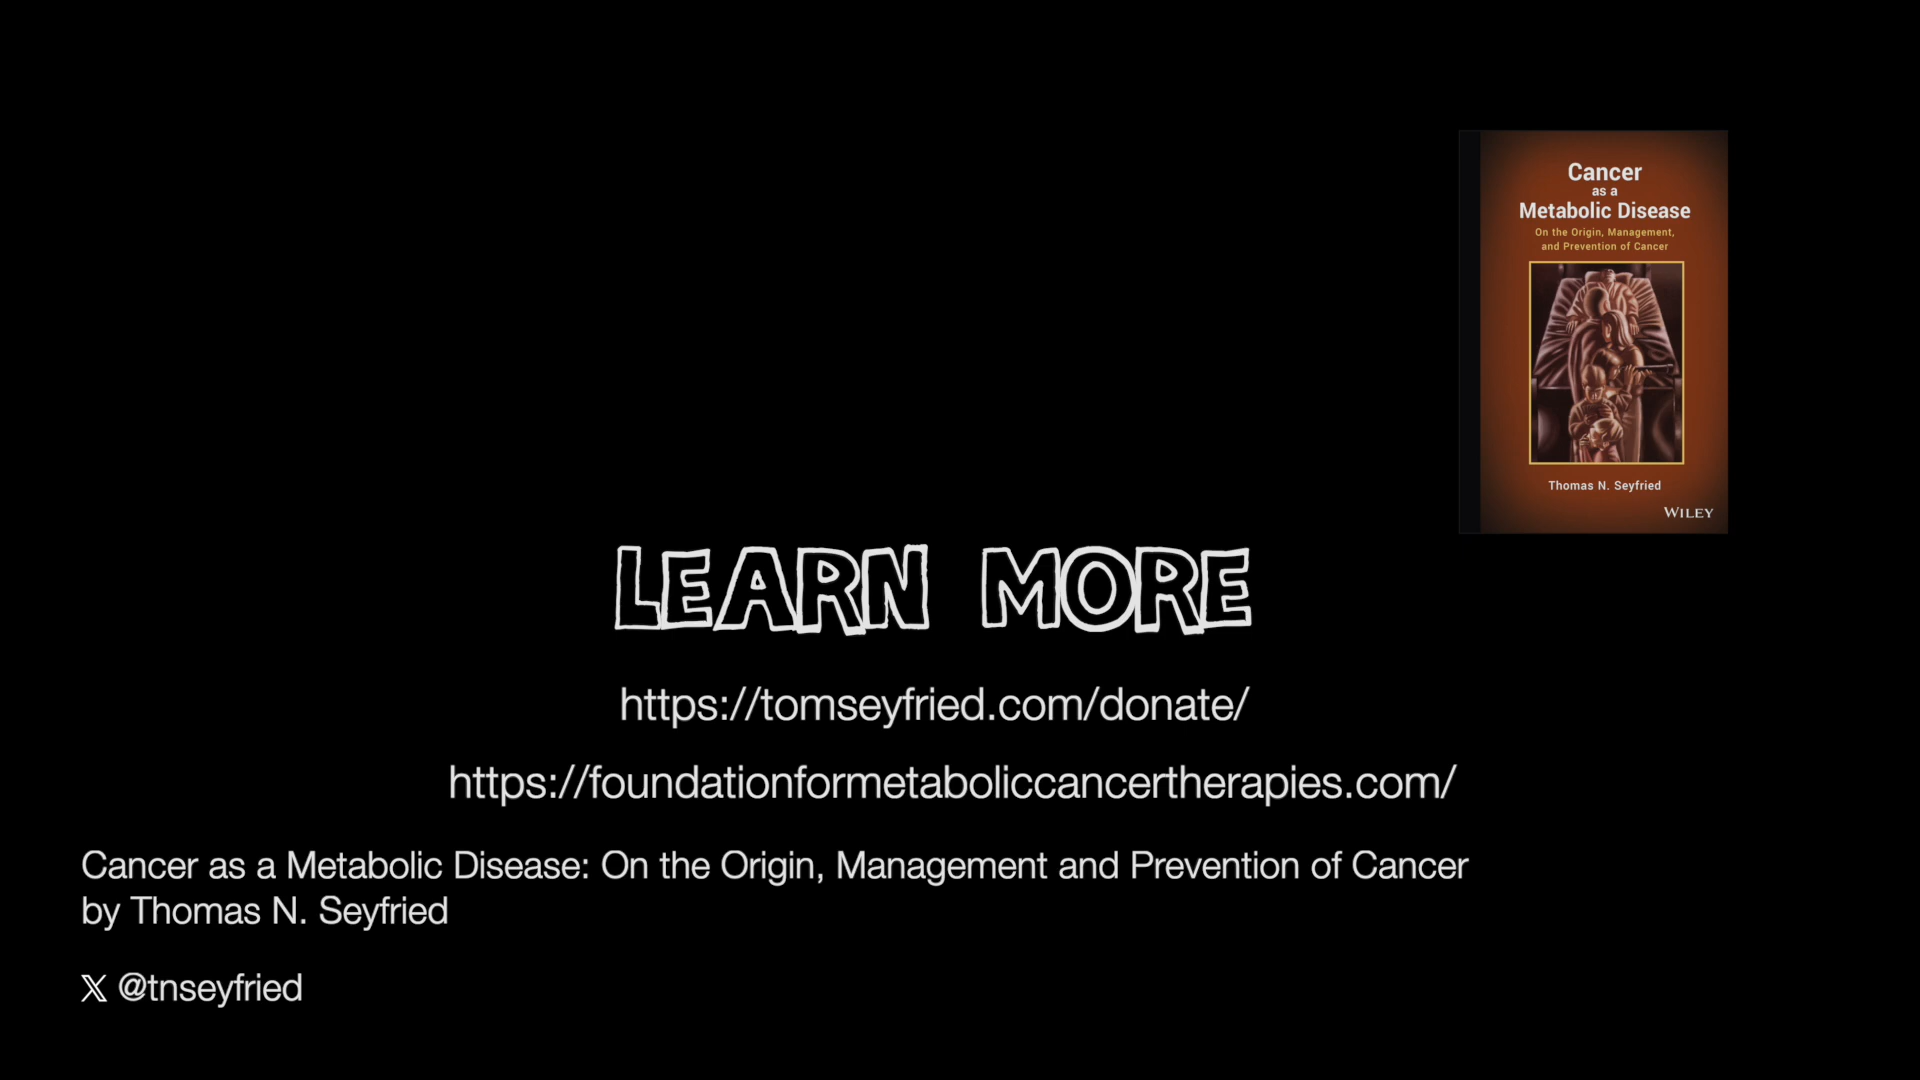 Cancer
as a
Metabolic Disease
On the Origin, Management,
and Prevention of Cancer
Thomas N. Seyfried
WILEY
LEARN MORE
https://tomseyfried.com/donate/
https://foundationformetaboliccancertherapies.com/
Cancer as a Metabolic Disease: On the Origin, Management and Prevention of Cancer
by Thomas N. Seyfried
𝕏 @tnseyfried